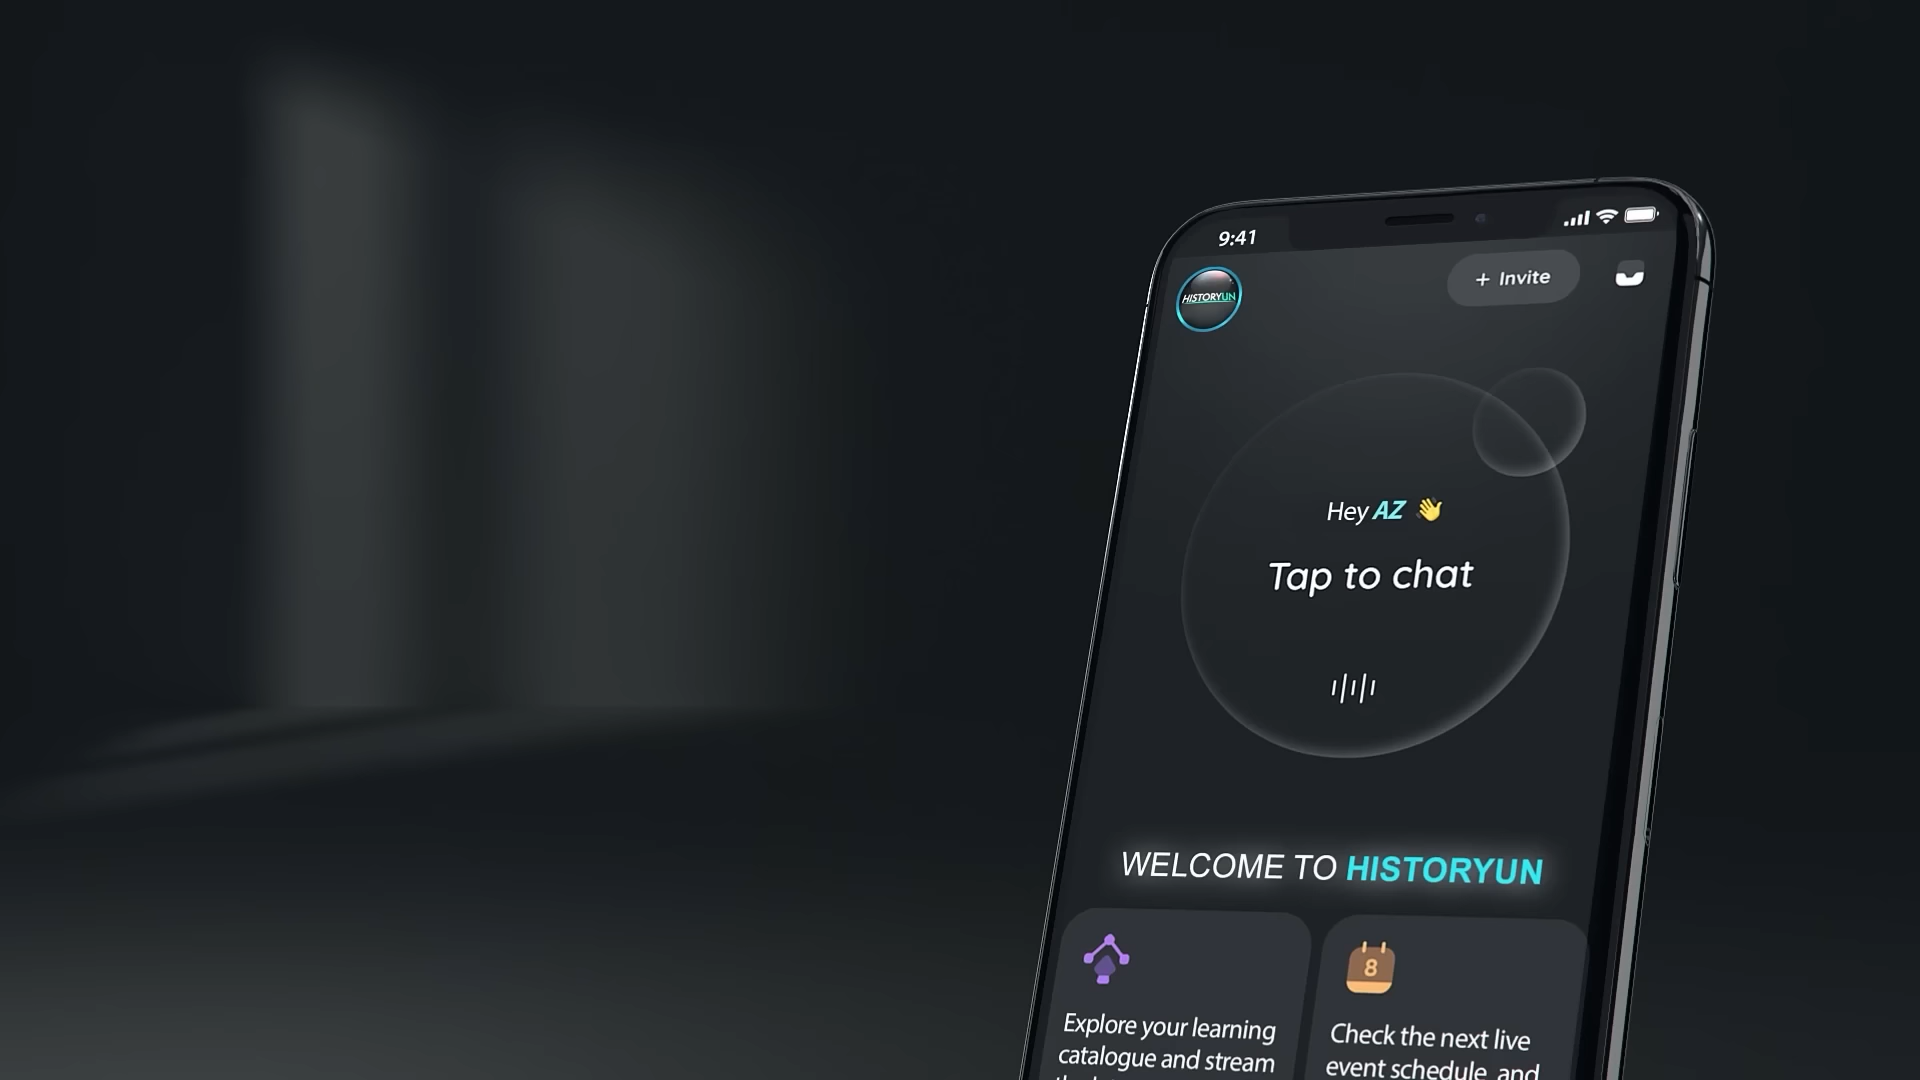 9:41
HISTORYUN
+ Invite
Hey AZ 👋
Tap to chat
WELCOME TO HISTORYUN
8
Explore your learning
catalogue and stream
Check the next live
event schedule, and